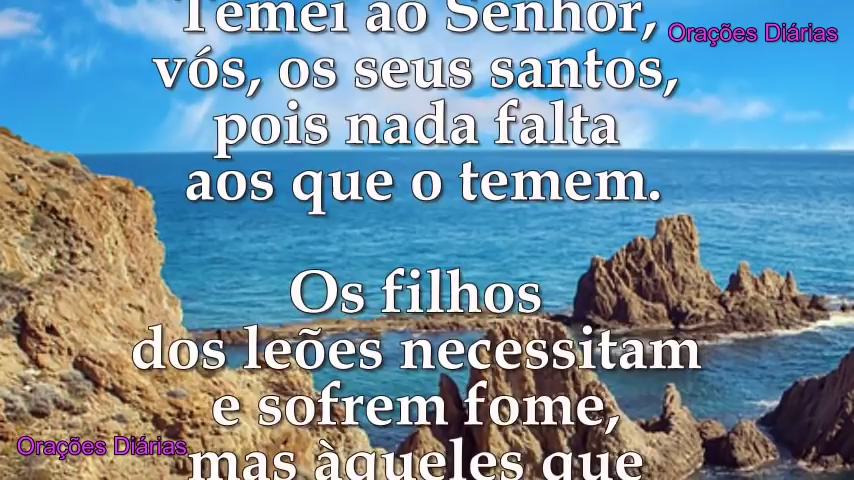 Temei ao Senhor,
Orações Diárias
vós, os seus santos,
pois nada falta
aos que o temem.
Os filhos
dos leões necessitam
e sofrem fome,
Orações Diárias
mas àqueles que